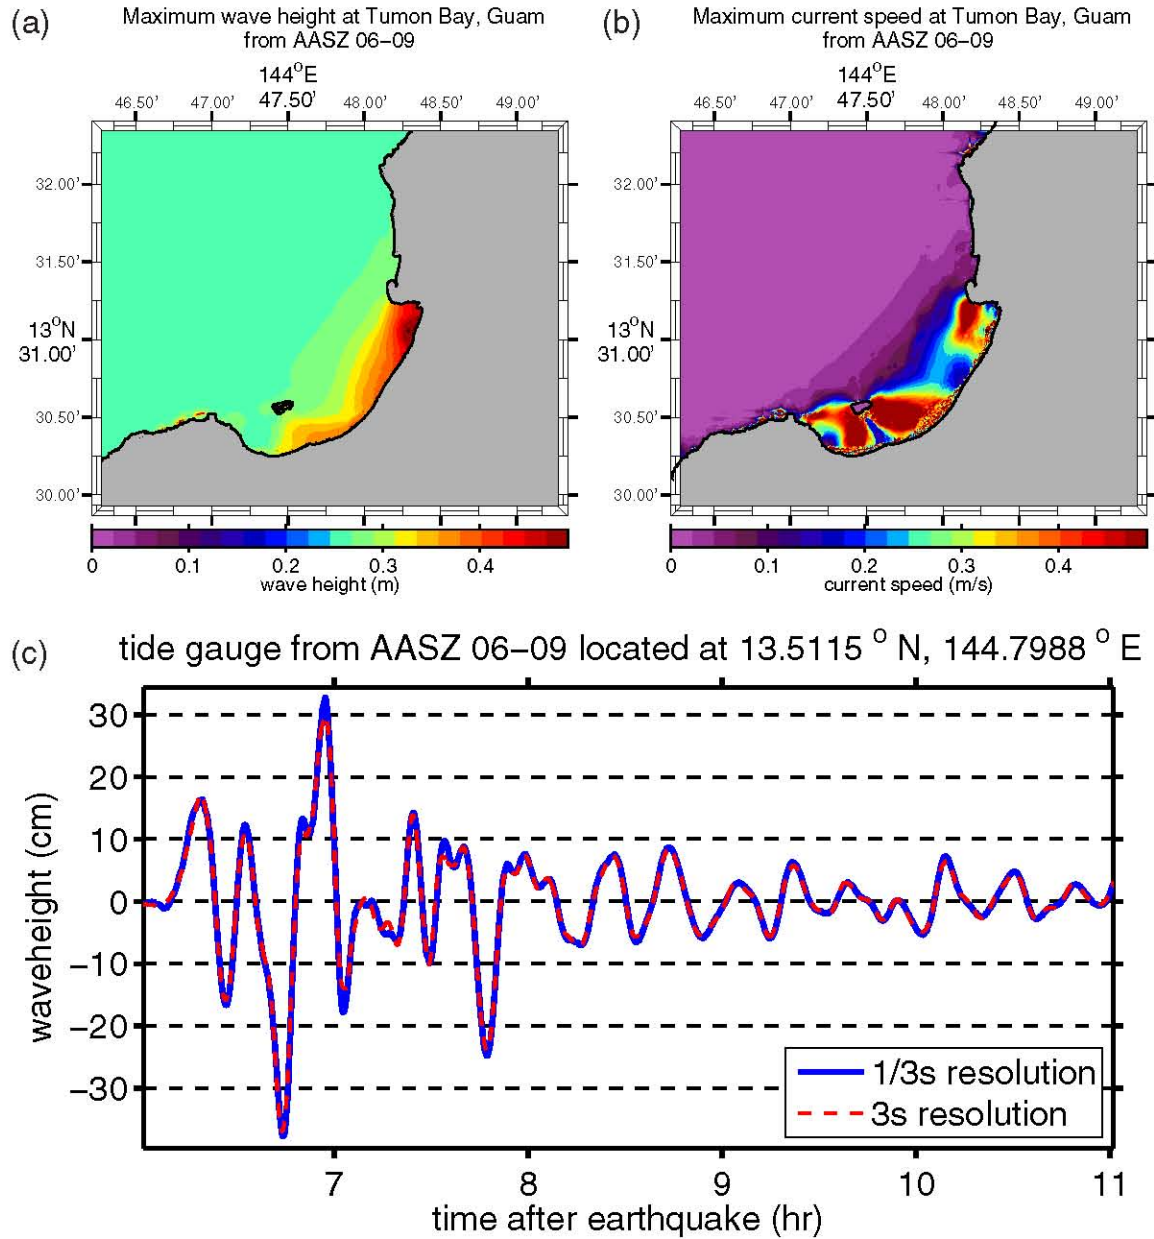 (a)
Maximum wave height at Tumon Bay, Guam
from AASZ 06–09
144°E
46.50' 47.00' 47.50' 48.00' 48.50' 49.00'
32.00'
31.50'
13°N
31.00'
30.50'
30.00'
0 0.1 0.2 0.3 0.4
wave height (m)
(b)
Maximum current speed at Tumon Bay, Guam
from AASZ 06–09
144°E
46.50' 47.00' 47.50' 48.00' 48.50' 49.00'
32.00'
31.50'
13°N
31.00'
30.50'
30.00'
0 0.1 0.2 0.3 0.4
current speed (m/s)
(c)
tide gauge from AASZ 06–09 located at 13.5115 ° N, 144.7988 ° E
waveheight (cm)
30
20
10
0
−10
−20
−30
1/3s resolution
3s resolution
7 8 9 10 11
time after earthquake (hr)